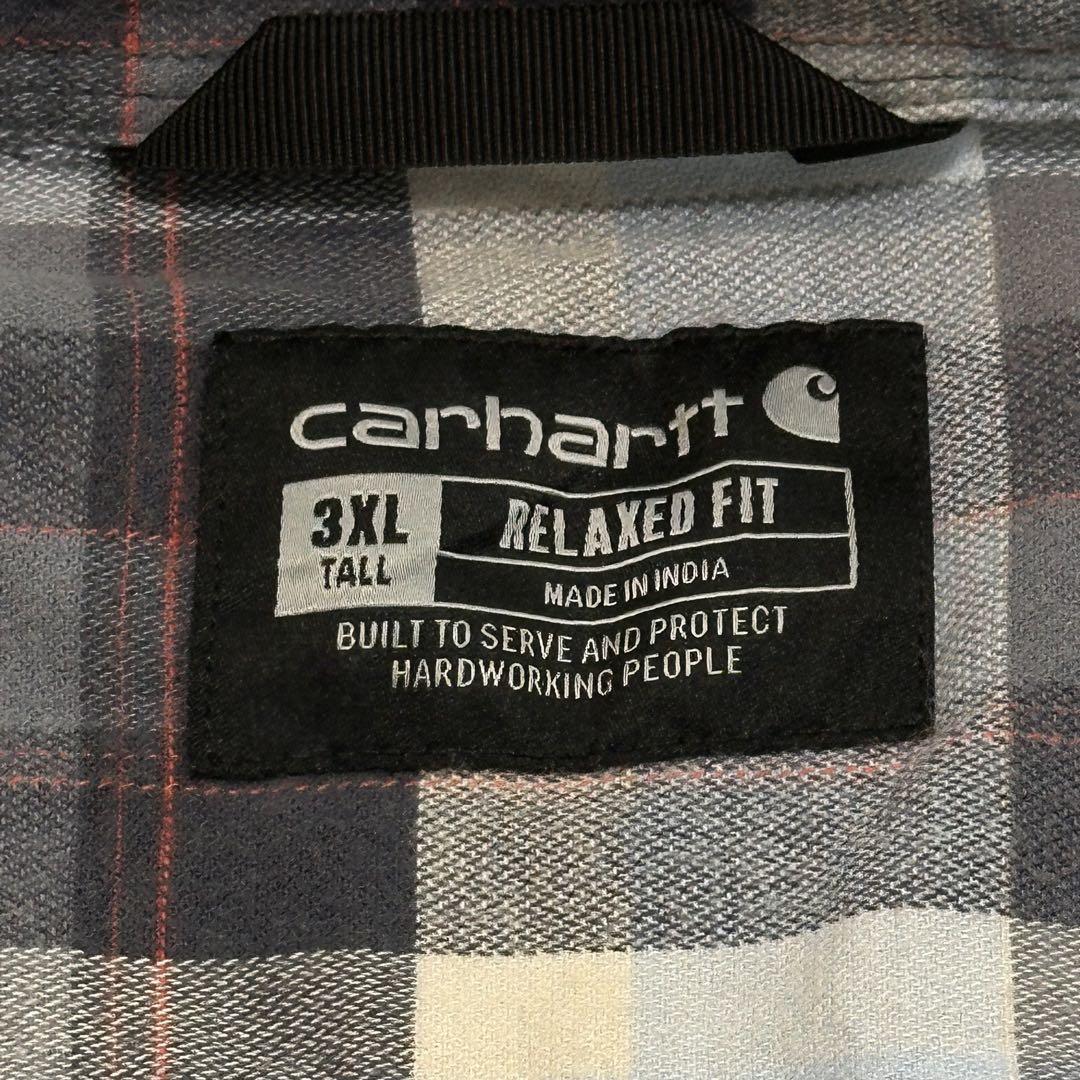 carhartt
3XL
TALL
RELAXED FIT
MADE IN INDIA
BUILT TO SERVE AND PROTECT
HARDWORKING PEOPLE